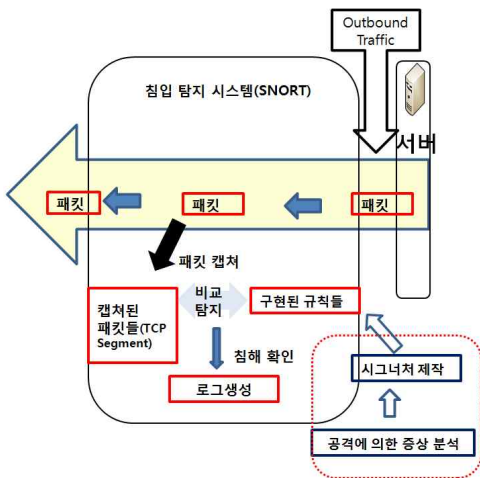 Outbound
Traffic
침입 탐지 시스템(SNORT)
서버
패킷
패킷
패킷
패킷 캡쳐
캡쳐된
패킷들(TCP
Segment)
비교
탐지
구현된 규칙들
침해 확인
로그생성
시그너처 제작
공격에 의한 증상 분석